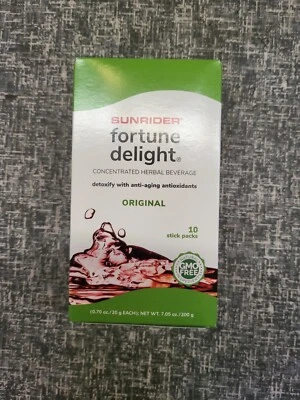 SUNRIDER®
fortune
delight®
CONCENTRATED HERBAL BEVERAGE
detoxify with anti-aging antioxidants
ORIGINAL
10
stick packs
GMO
FREE
(0.70 oz / 20 g EACH); NET WT. 7.05 oz / 200 g